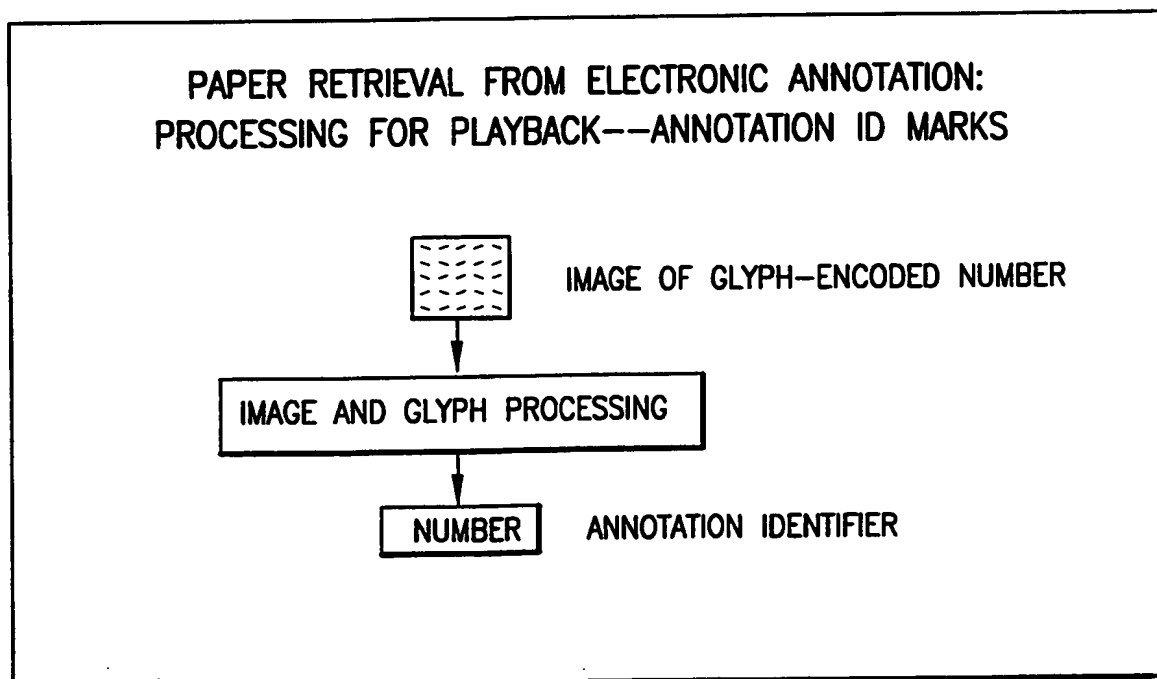 PAPER RETRIEVAL FROM ELECTRONIC ANNOTATION:
PROCESSING FOR PLAYBACK--ANNOTATION ID MARKS
IMAGE OF GLYPH-ENCODED NUMBER
IMAGE AND GLYPH PROCESSING
NUMBER
ANNOTATION IDENTIFIER